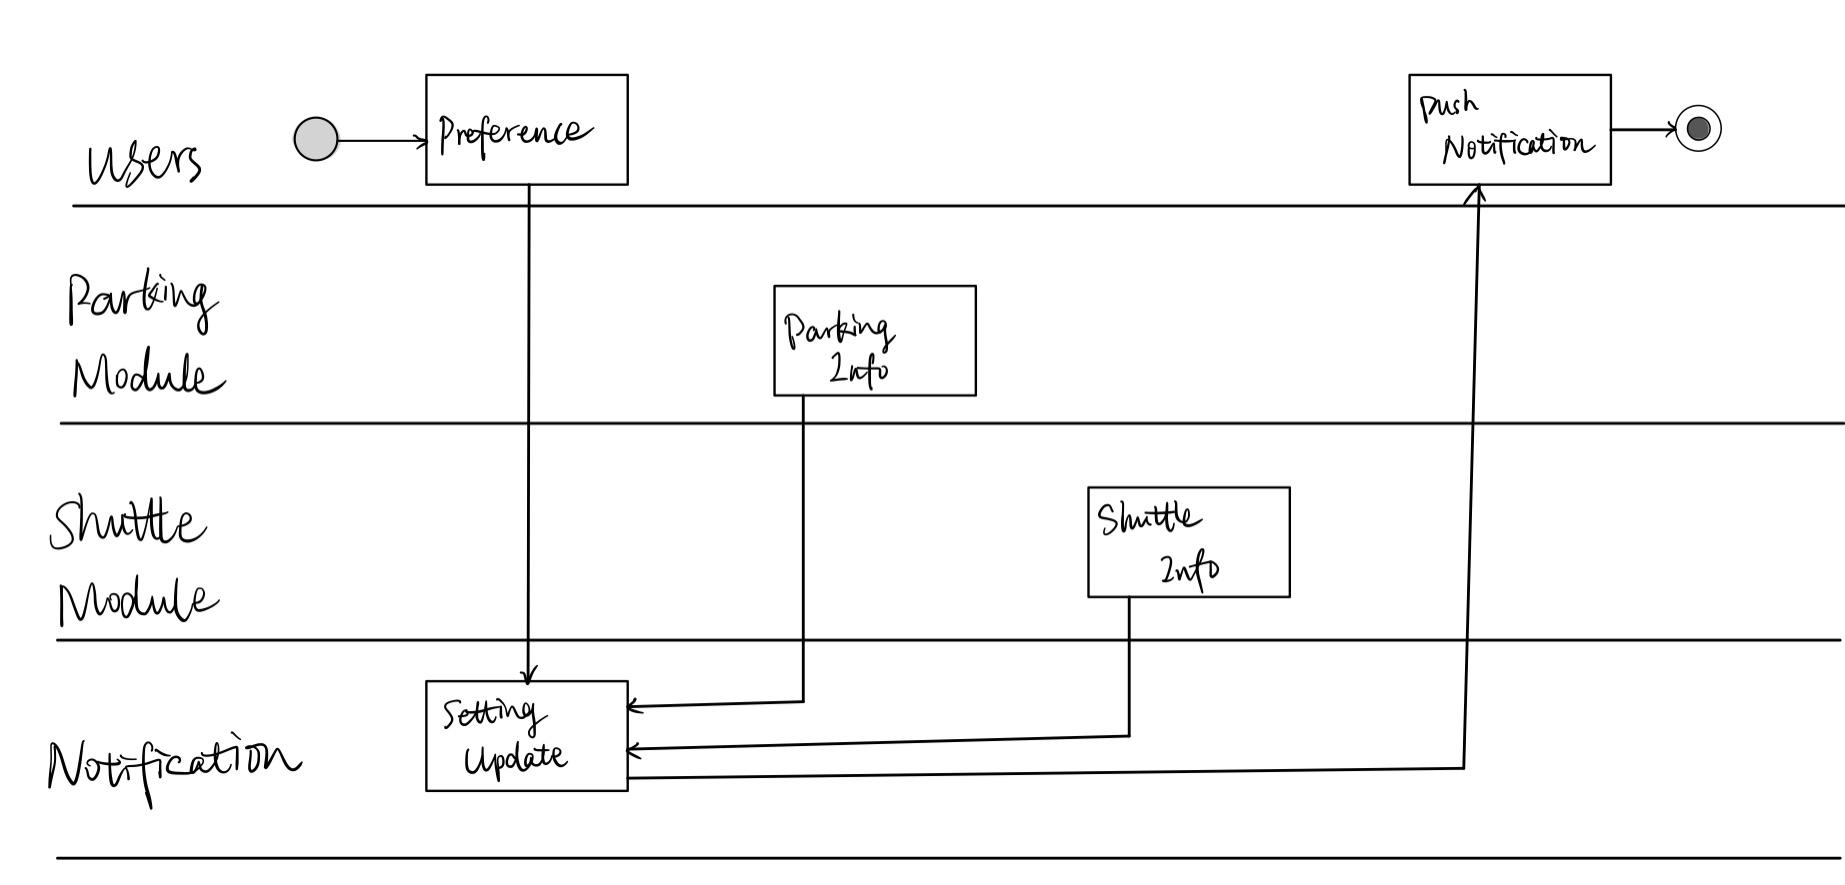 Users
Preference
Push
Notification
Parking
Module
Parking
Info
Shuttle
Module
Shuttle
Info
Notification
Setting
Update